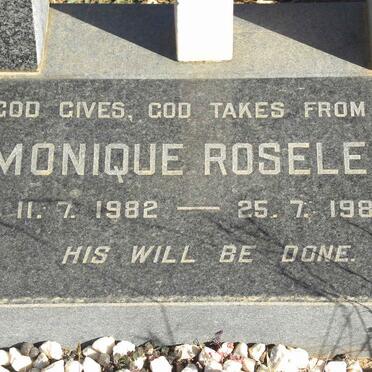 GOD GIVES, GOD TAKES FROM
MONIQUE ROSELE
11. 7. 1982 — 25. 7. 198
HIS WILL BE DONE.